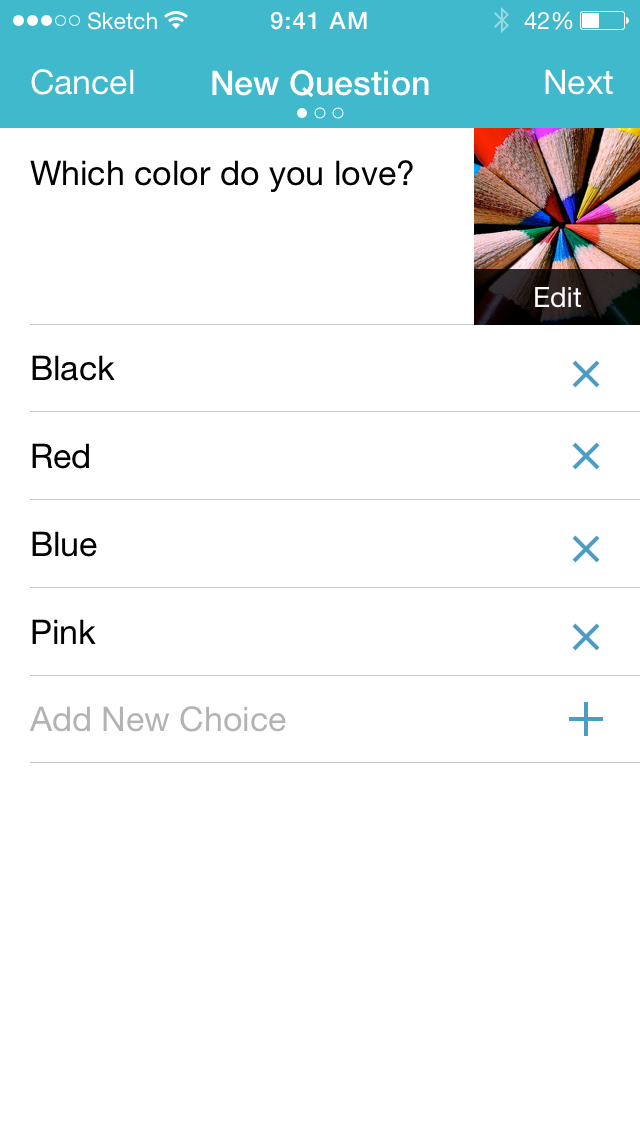 Sketch 9:41 AM 42%
Cancel New Question Next
Which color do you love?
Edit
Black
Red
Blue
Pink
Add New Choice